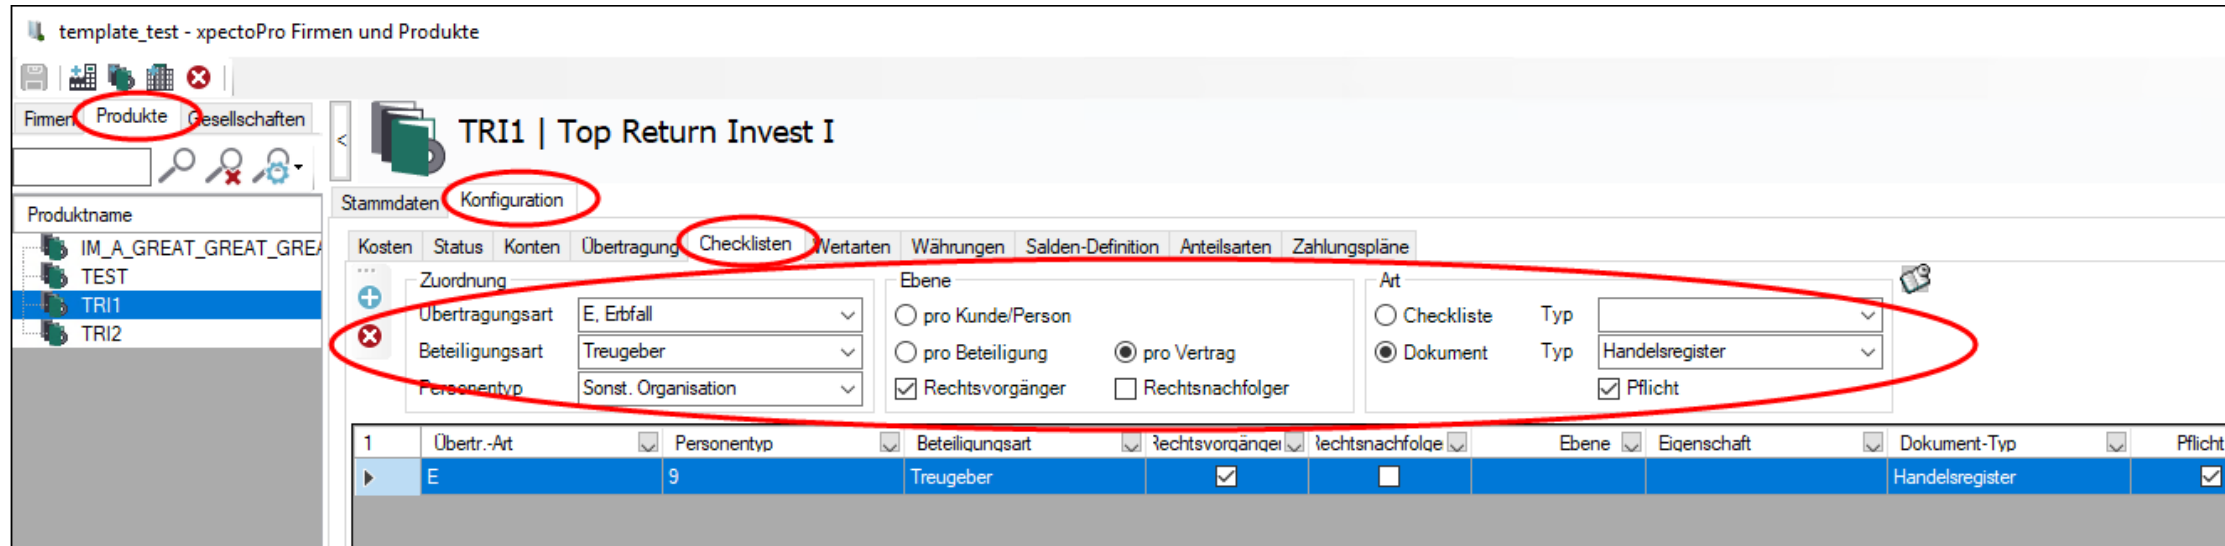 template_test - xpectoPro Firmen und Produkte
Firmen Produkte Gesellschaften
TRI1 | Top Return Invest I
<
Stammdaten Konfiguration
Produktname
IM_A_GREAT_GREAT_GREA
TEST
TRI1
TRI2
Kosten Status Konten Übertragung Checklisten Wertarten Währungen Salden-Definition Anteilsarten Zahlungspläne
Zuordnung Ebene Art
Übertragungsart E, Erbfall pro Kunde/Person Checkliste Typ
Beteiligungsart Treugeber pro Beteiligung pro Vertrag Dokument Typ Handelsregister
Personentyp Sonst. Organisation Rechtsvorgänger Rechtsnachfolger Pflicht
1 Übertr.-Art Personentyp Beteiligungsart Rechtsvorgänger Rechtsnachfolge Ebene Eigenschaft Dokument-Typ Pflicht
E 9 Treugeber Handelsregister